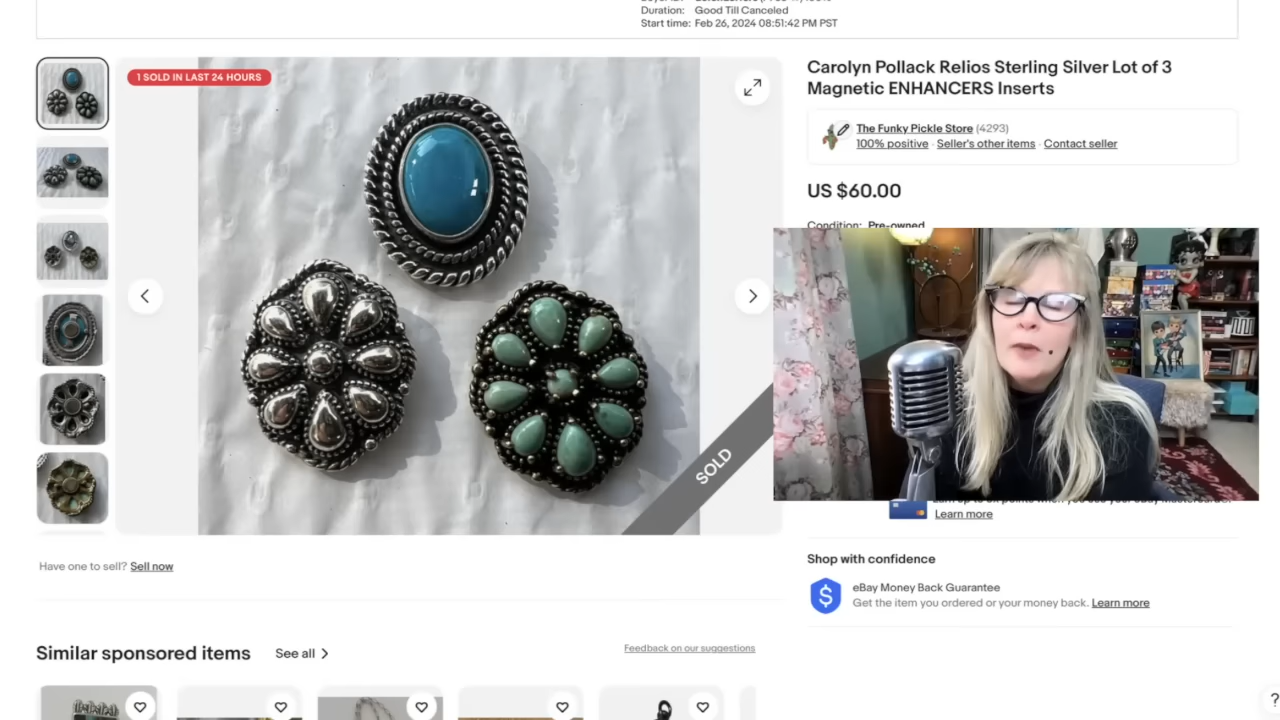 Duration: Good Till Canceled
Start time: Feb 26, 2024 08:51:42 PM PST
1 SOLD IN LAST 24 HOURS
Carolyn Pollack Relios Sterling Silver Lot of 3
Magnetic ENHANCERS Inserts
The Funky Pickle Store (4293)
100% positive · Seller's other items · Contact seller
US $60.00
Condition: Pre-owned
SOLD
Learn more
Have one to sell? Sell now
Shop with confidence
eBay Money Back Guarantee
Get the item you ordered or your money back. Learn more
Similar sponsored items See all
Feedback on our suggestions
?